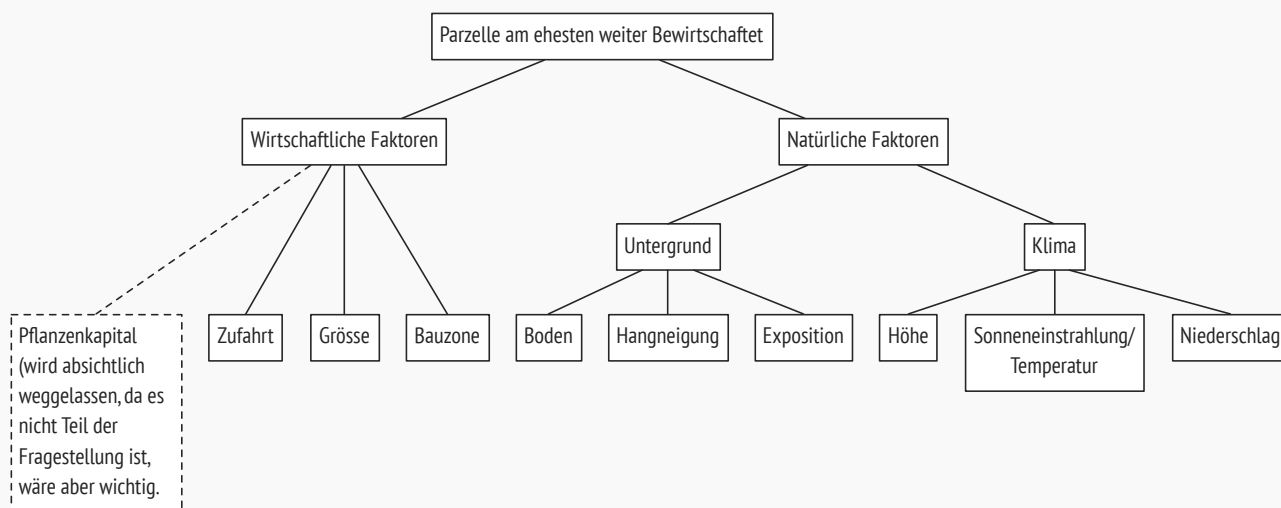 Parzelle am ehesten weiter Bewirtschaftet
Wirtschaftliche Faktoren
Natürliche Faktoren
Untergrund
Klima
Pflanzenkapital
(wird absichtlich
weggelassen, da es
nicht Teil der
Fragestellung ist,
wäre aber wichtig.
Zufahrt
Grösse
Bauzone
Boden
Hangneigung
Exposition
Höhe
Sonneneinstrahlung/
Temperatur
Niederschlag